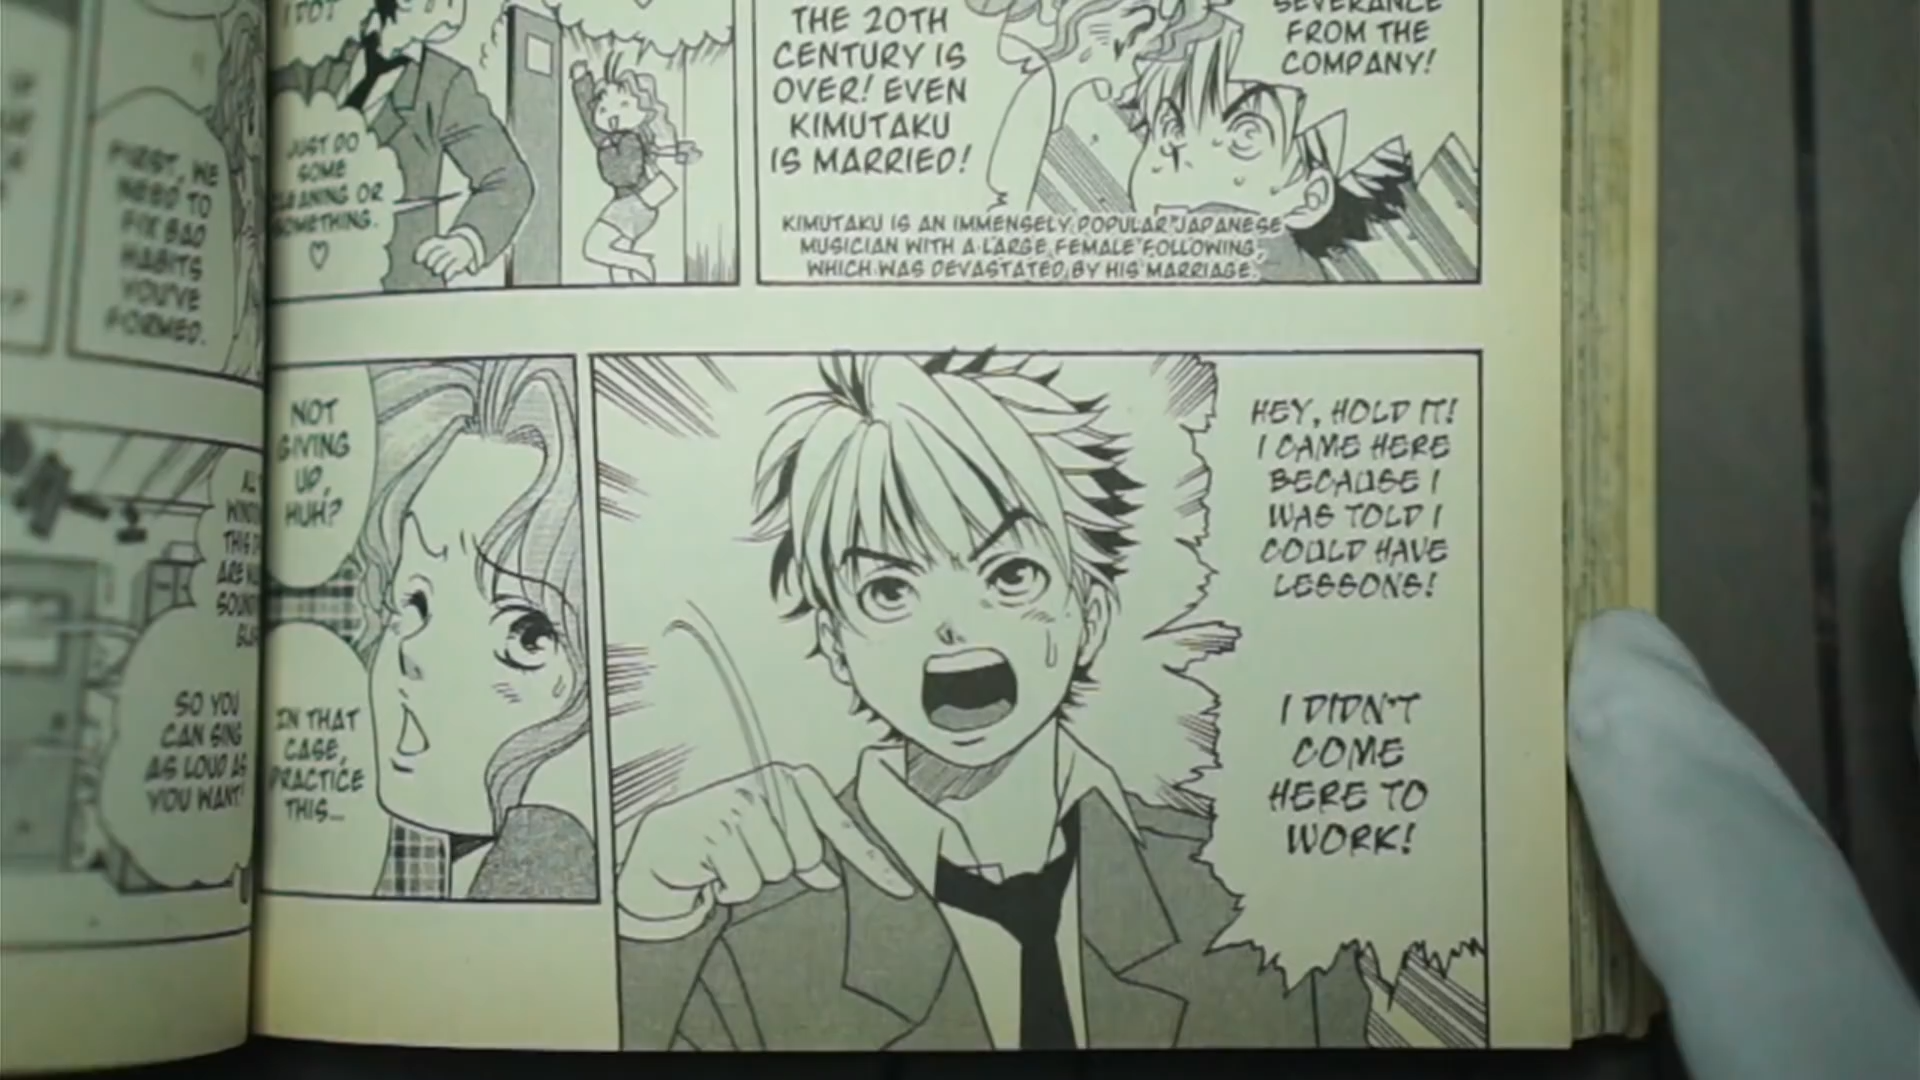 SEVERANCE
FROM THE
COMPANY!
THE 20TH
CENTURY IS
OVER! EVEN
KIMUTAKU
IS MARRIED!
KIMUTAKU IS AN IMMENSELY POPULAR JAPANESE
MUSICIAN WITH A LARGE FEMALE FOLLOWING,
WHICH WAS DEVASTATED BY HIS MARRIAGE.
JUST DO
SOME
CLEANING OR
SOMETHING.
HEY, HOLD IT!
I CAME HERE
BECAUSE I
WAS TOLD I
COULD HAVE
LESSONS!
I DIDN'T
COME
HERE TO
WORK!
NOT
GIVING
UP,
HUH?
IN THAT
CASE,
PRACTICE
THIS...
FIRST, WE
NEED TO
FIX BAD
HABITS
YOU'VE
FORMED.
SO YOU
CAN SING
AS LOUD AS
YOU WANT!